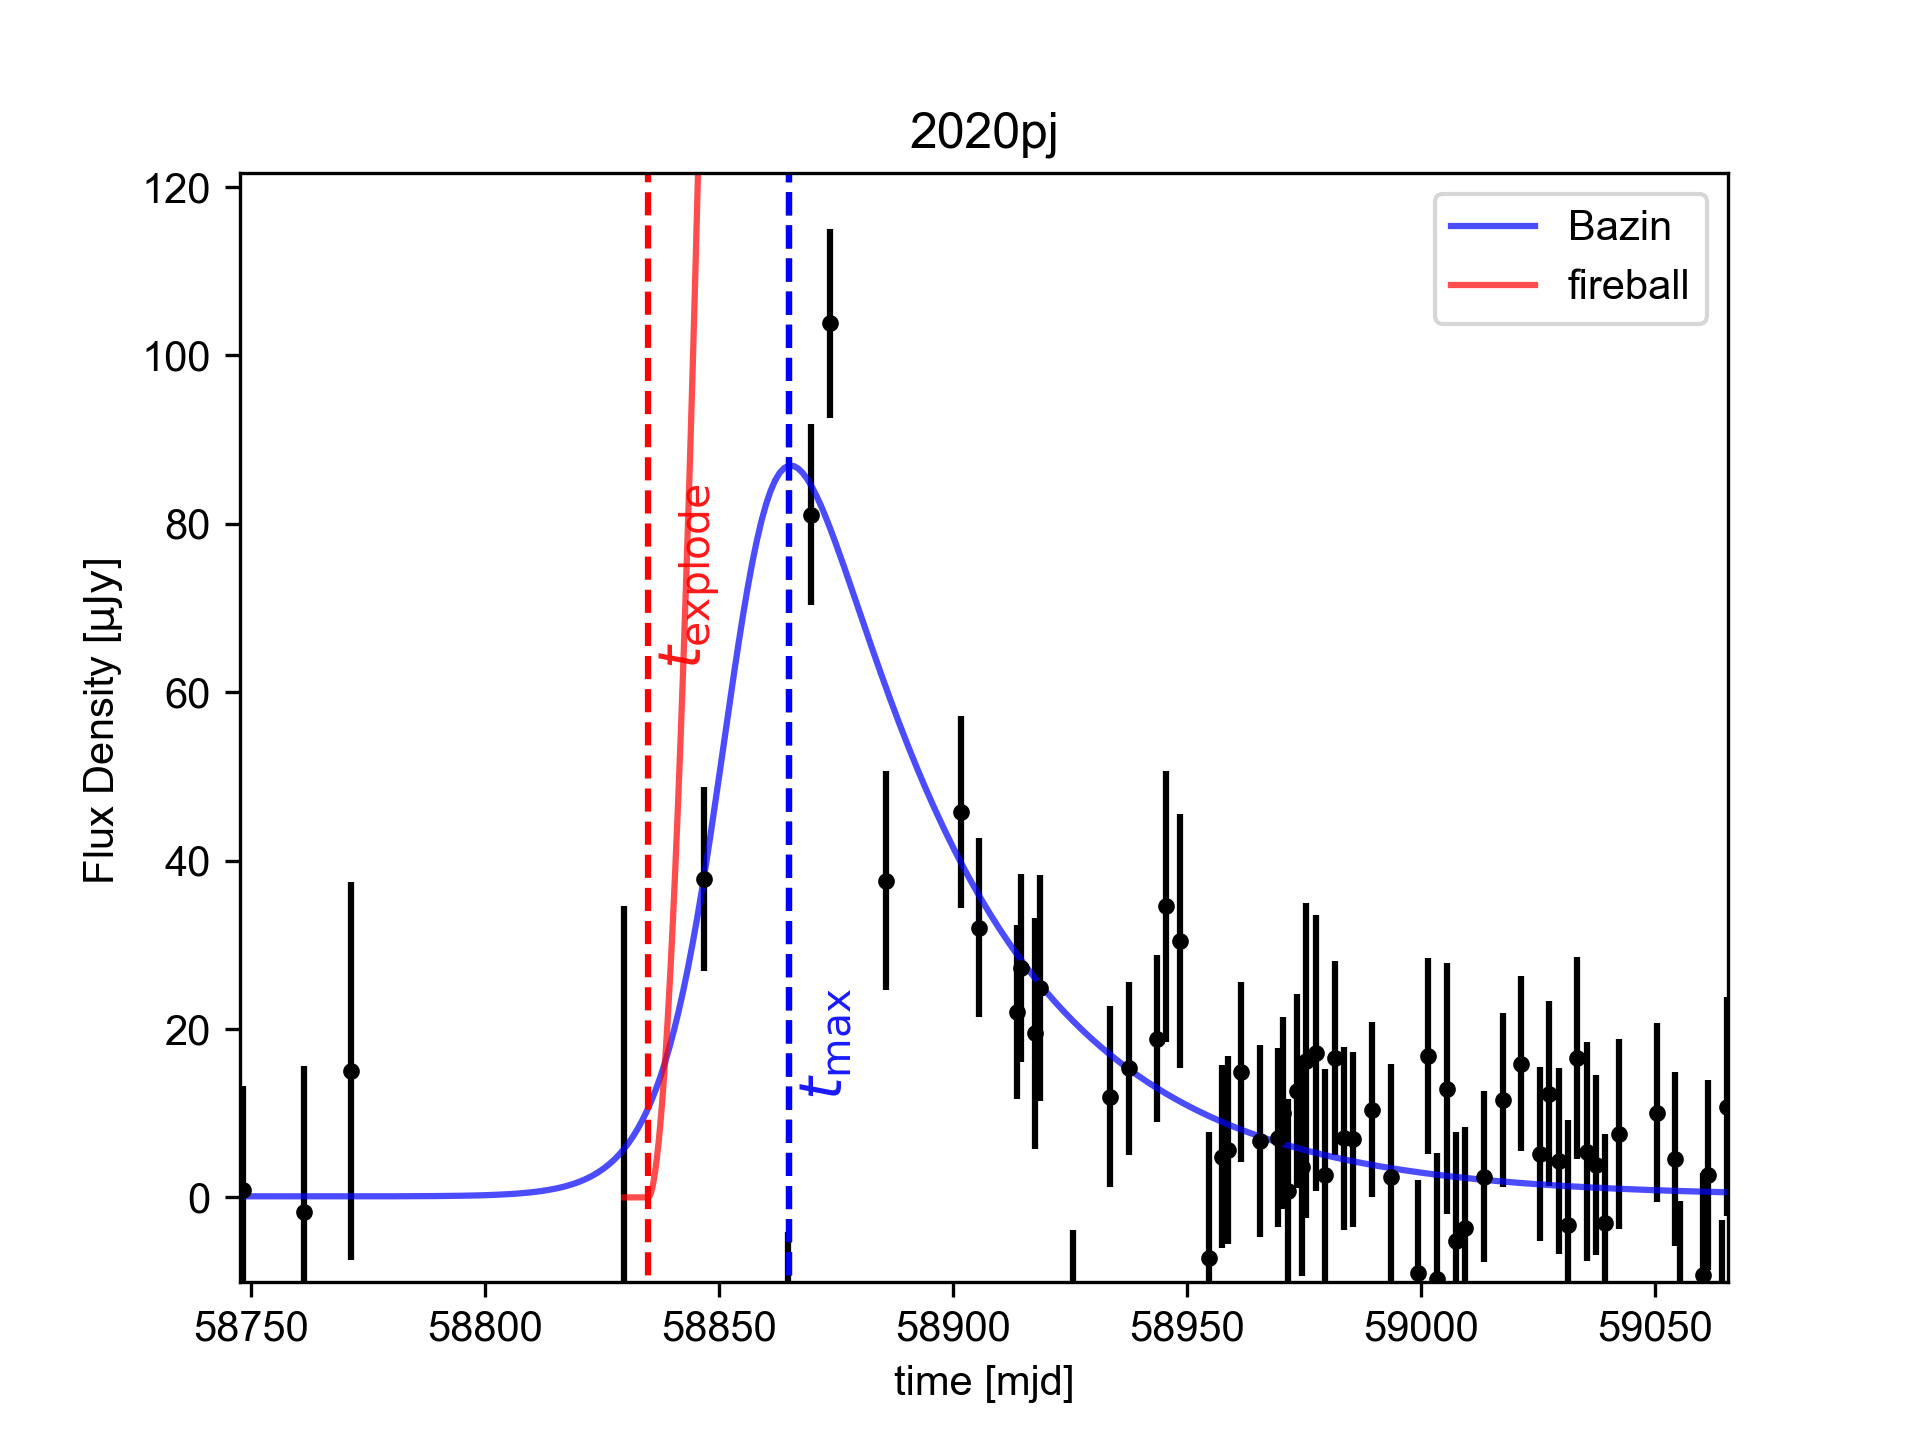 2020pj
120
100
80
60
40
20
0
Flux Density [µJy]
Bazin
fireball
t_explode
t_max
58750 58800 58850 58900 58950 59000 59050
time [mjd]